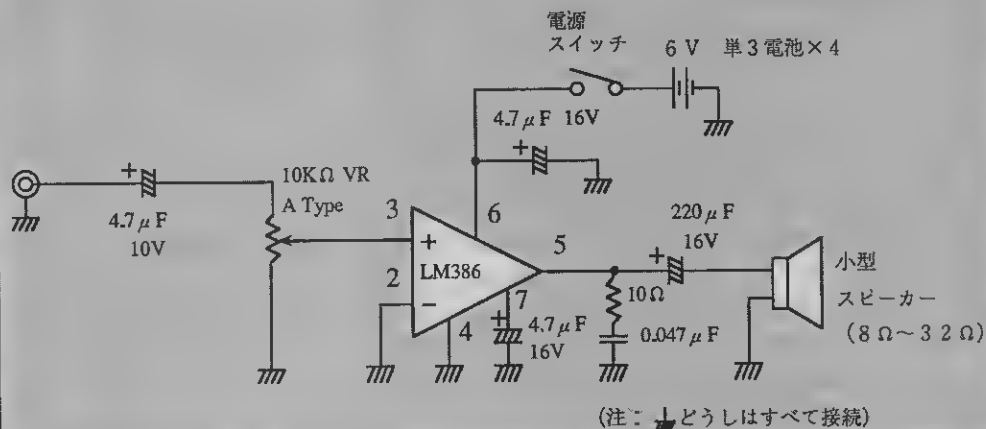 電源
スイッチ
6 V 単3電池×4
4.7μF 16V
10KΩ VR
A Type
4.7μF
10V
3
6
2
LM386
+
−
5
7
4
4.7μF
16V
220μF
16V
10Ω
0.047μF
小型
スピーカー
(8Ω～32Ω)
(注: どうしはすべて接続)